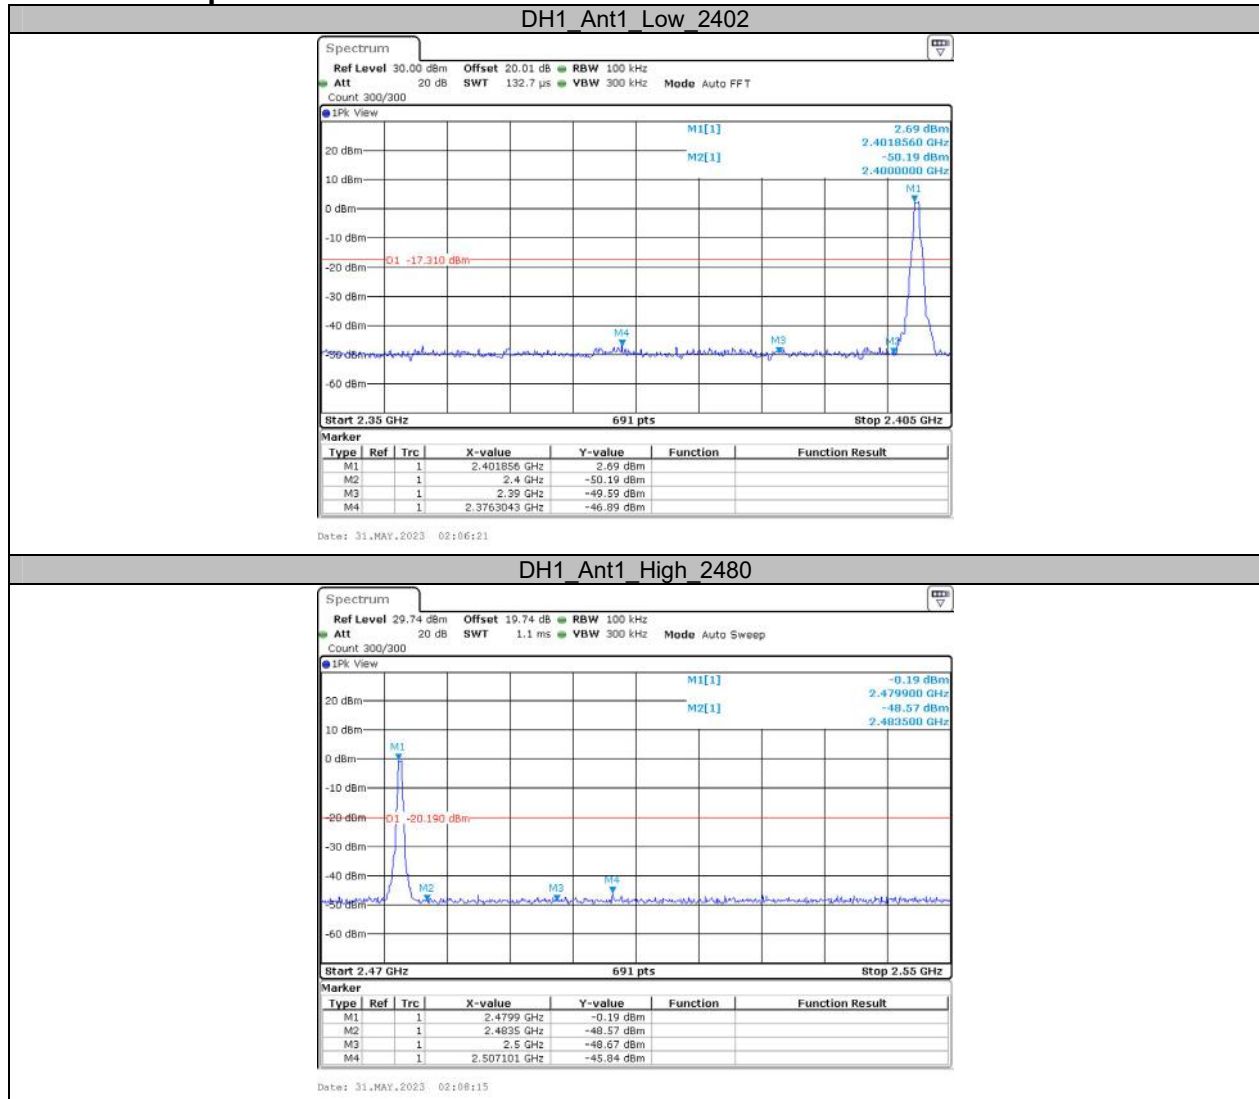 DH1_Ant1_Low_2402
Spectrum
Ref Level 30.00 dBm Offset 20.01 dB RBW 100 kHz
Att 20 dB SWT 132.7 µs VBW 300 kHz Mode Auto FFT
Count 300/300
1Pk View
M1[1] 2.69 dBm
2.4018560 GHz
M2[1] -50.19 dBm
2.4000000 GHz
20 dBm
10 dBm
M1
0 dBm
-10 dBm
D1 -17.310 dBm
-20 dBm
-30 dBm
-40 dBm
M4
M3
M2
-50 dBm
-60 dBm
Start 2.35 GHz 691 pts Stop 2.405 GHz
Marker
Type Ref Trc X-value Y-value Function Function Result
M1 1 2.401856 GHz 2.69 dBm
M2 1 2.4 GHz -50.19 dBm
M3 1 2.39 GHz -49.59 dBm
M4 1 2.3763043 GHz -46.89 dBm
Date: 31.MAY.2023 02:06:21
DH1_Ant1_High_2480
Spectrum
Ref Level 29.74 dBm Offset 19.74 dB RBW 100 kHz
Att 20 dB SWT 1.1 ms VBW 300 kHz Mode Auto Sweep
Count 300/300
1Pk View
M1[1] -0.19 dBm
2.479900 GHz
M2[1] -48.57 dBm
2.483500 GHz
20 dBm
10 dBm
M1
0 dBm
-10 dBm
-20 dBm D1 -20.190 dBm
-30 dBm
-40 dBm
M2 M3 M4
-50 dBm
-60 dBm
Start 2.47 GHz 691 pts Stop 2.55 GHz
Marker
Type Ref Trc X-value Y-value Function Function Result
M1 1 2.4799 GHz -0.19 dBm
M2 1 2.4835 GHz -48.57 dBm
M3 1 2.5 GHz -48.67 dBm
M4 1 2.507101 GHz -45.84 dBm
Date: 31.MAY.2023 02:08:15